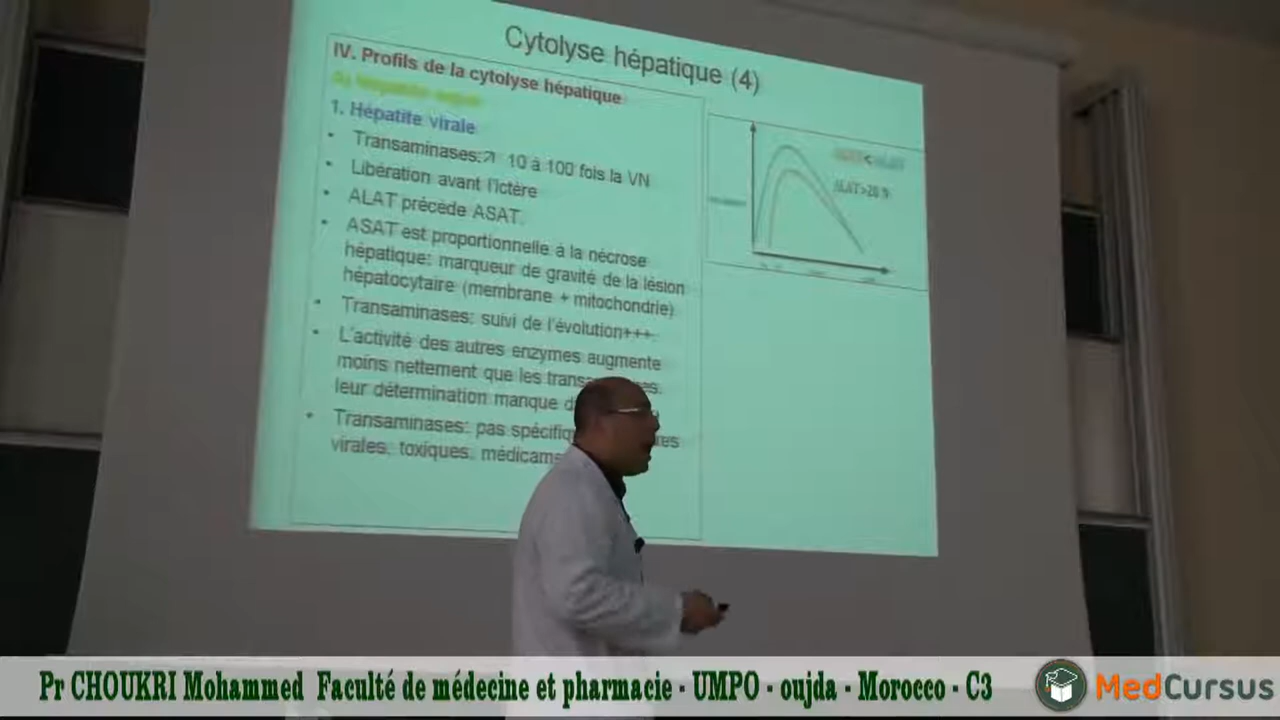 Cytolyse hépatique (4)
IV. Profils de la cytolyse hépatique
1. Hépatite virale
• Transaminases:↗ 10 à 100 fois la VN
• Libération avant l'ictère
• ALAT précède ASAT.
• ASAT est proportionnelle à la nécrose
hépatique: marqueur de gravité de la lésion
hépatocytaire (membrane + mitochondrie)
• Transaminases: suivi de l'évolution+++
• L'activité des autres enzymes augmente
moins nettement que les
leur détermination manque
• Transaminases: pas
virales, toxiques,
Pr CHOUKRI Mohammed Faculté de médecine et pharmacie - UMPO - oujda - Morocco - C3
MedCursus